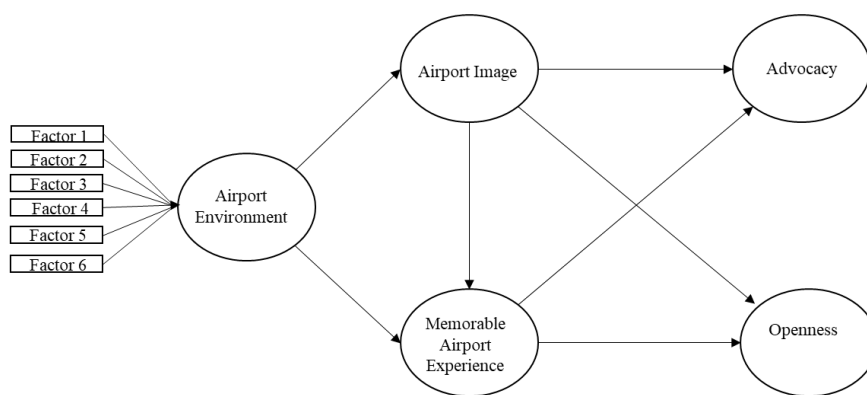 Airport Image
Advocacy
Factor 1
Factor 2
Factor 3
Factor 4
Factor 5
Factor 6
Airport
Environment
Memorable
Airport
Experience
Openness